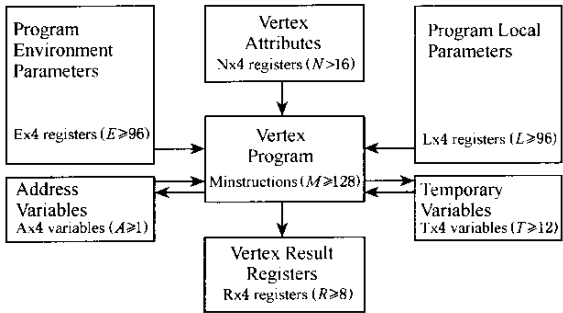 Program
Environment
Parameters
Ex4 registers (E⩾96)
Vertex
Attributes
Nx4 registers (N>16)
Program Local
Parameters
Lx4 registers (L⩾96)
Vertex
Program
Minstructions (M⩾128)
Address
Variables
Ax4 variables (A⩾1)
Temporary
Variables
Tx4 variables (T⩾12)
Vertex Result
Registers
Rx4 registers (R⩾8)